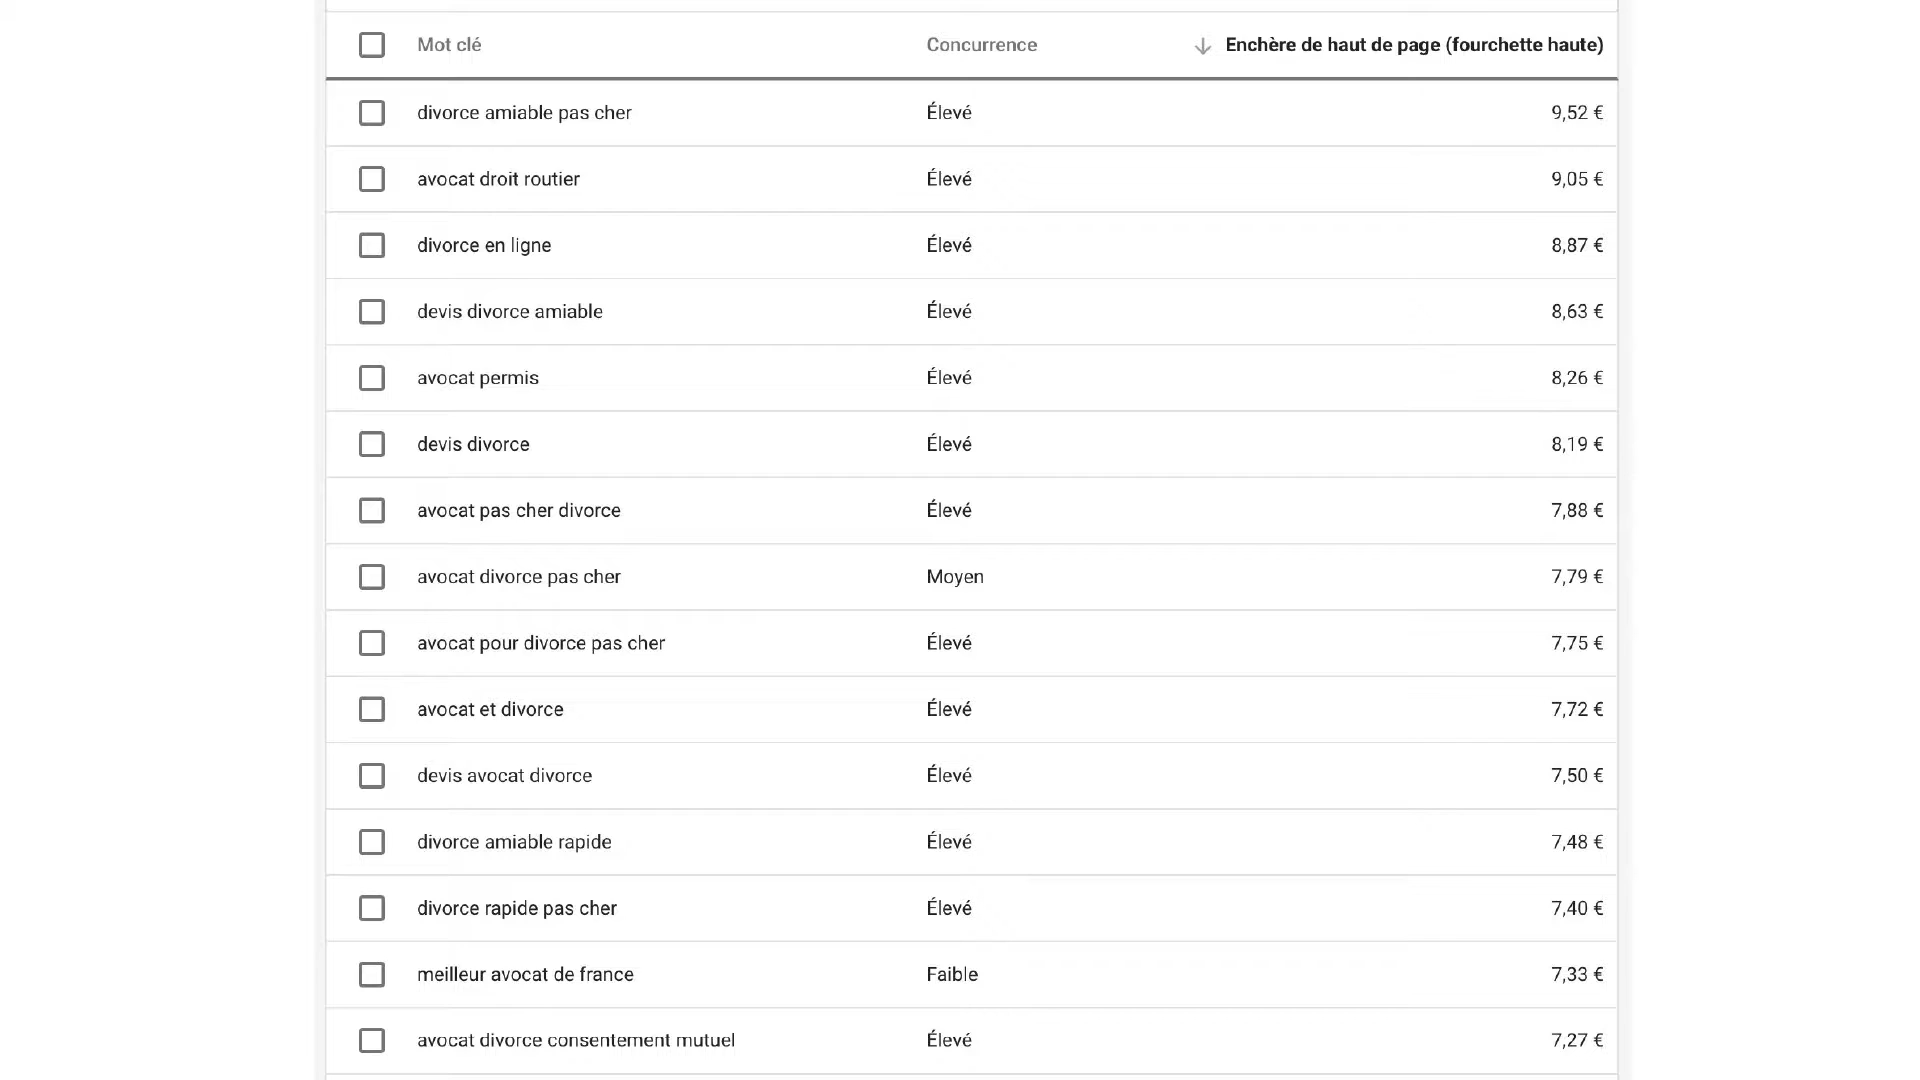 Mot clé Concurrence Enchère de haut de page (fourchette haute)
divorce amiable pas cher Élevé 9,52 €
avocat droit routier Élevé 9,05 €
divorce en ligne Élevé 8,87 €
devis divorce amiable Élevé 8,63 €
avocat permis Élevé 8,26 €
devis divorce Élevé 8,19 €
avocat pas cher divorce Élevé 7,88 €
avocat divorce pas cher Moyen 7,79 €
avocat pour divorce pas cher Élevé 7,75 €
avocat et divorce Élevé 7,72 €
devis avocat divorce Élevé 7,50 €
divorce amiable rapide Élevé 7,48 €
divorce rapide pas cher Élevé 7,40 €
meilleur avocat de france Faible 7,33 €
avocat divorce consentement mutuel Élevé 7,27 €